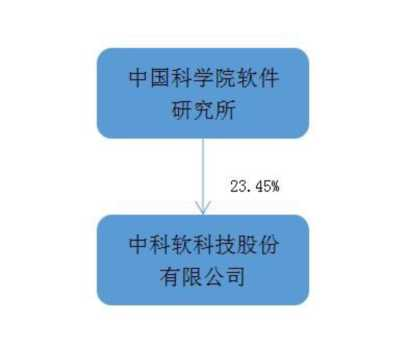 中国科学院软件
研究所
23.45%
中科软科技股份
有限公司